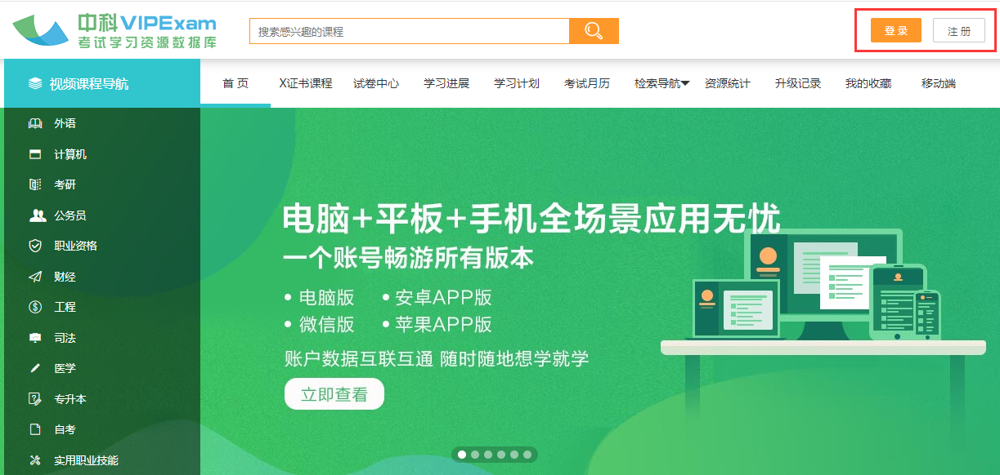 中科VIPExam
考试学习资源数据库
搜索感兴趣的课程
登 录
注 册
视频课程导航
首 页
X证书课程
试卷中心
学习进展
学习计划
考试月历
检索导航
资源统计
升级记录
我的收藏
移动端
外语
计算机
考研
公务员
职业资格
财经
工程
司法
医学
专升本
自考
实用职业技能
电脑+平板+手机全场景应用无忧
一个账号畅游所有版本
• 电脑版 • 安卓APP版
• 微信版 • 苹果APP版
账户数据互联互通 随时随地想学就学
立即查看